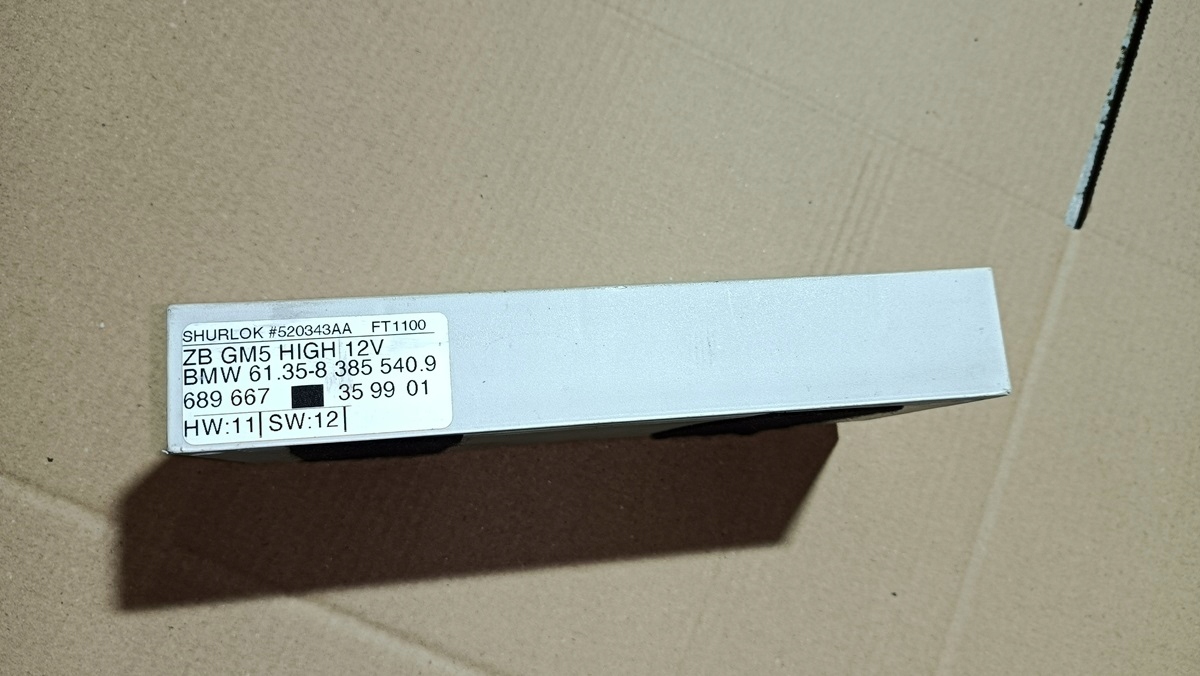 SHURLOK #520343AA FT1100
ZB GM5 HIGH 12V
BMW 61.35-8 385 540.9
689 667 35 99 01
HW:11| SW:12|